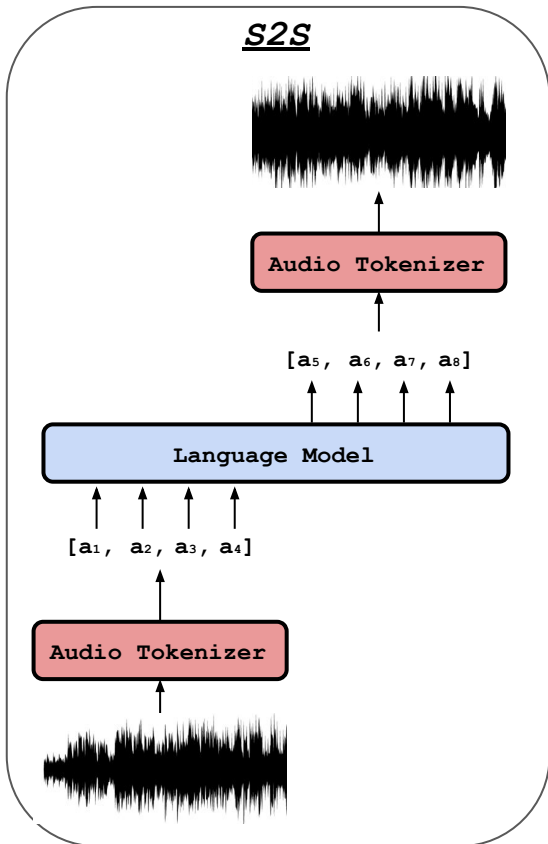 S2S
Audio Tokenizer
[a₅, a₆, a₇, a₈]
Language Model
[a₁, a₂, a₃, a₄]
Audio Tokenizer